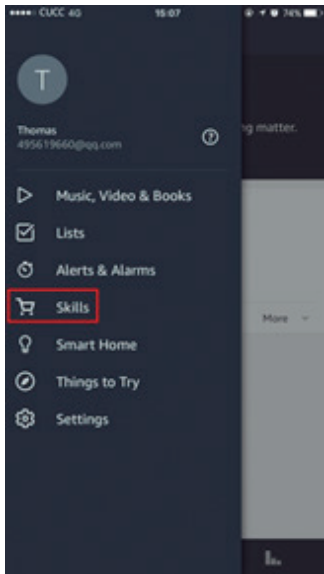 CUCC 4G 15:07 74%
T
Thomas
495619660@qq.com
ng matter.
Music, Video & Books
Lists
Alerts & Alarms
Skills
More
Smart Home
Things to Try
Settings